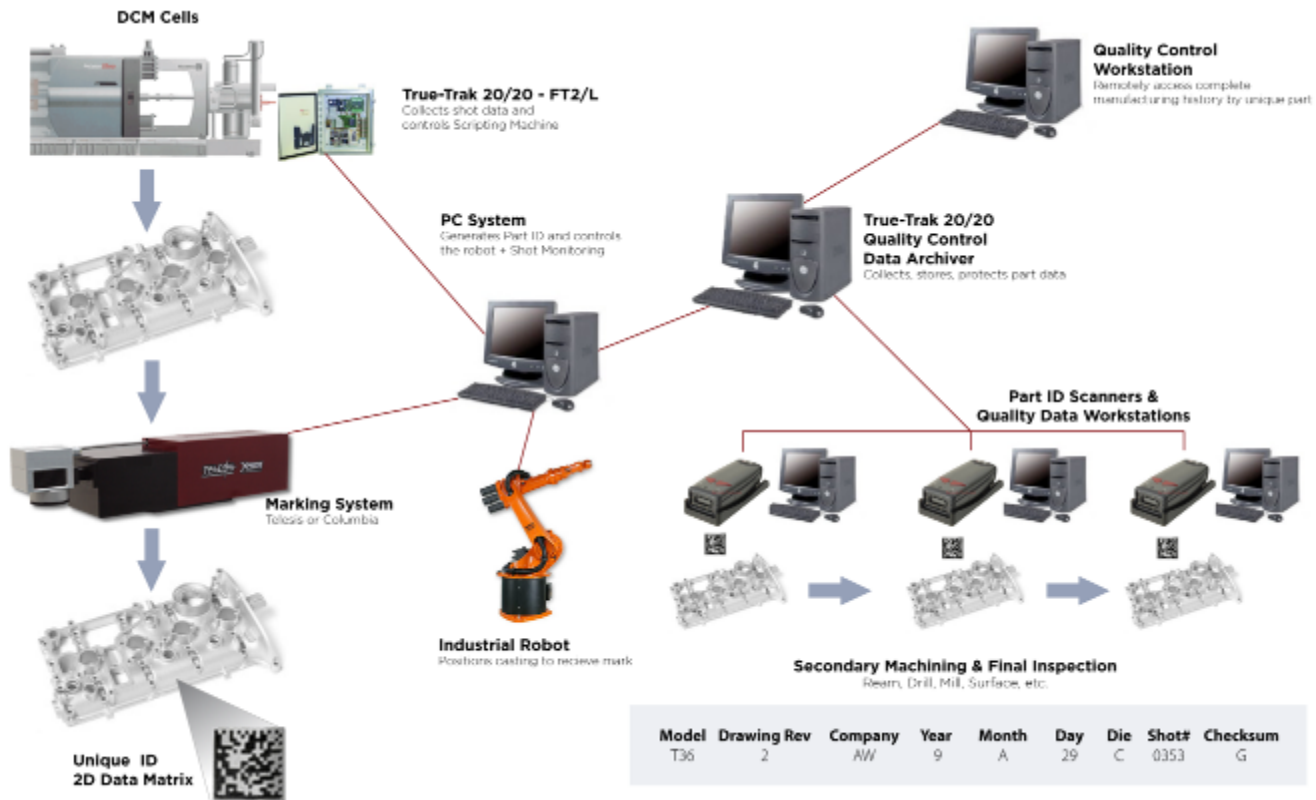 DCM Cells
True-Trak 20/20 - FT2/L
Collects shot data and
controls Scripting Machine
Quality Control
Workstation
Remotely access complete
manufacturing history by unique part
PC System
Generates Part ID and controls
the robot + Shot Monitoring
True-Trak 20/20
Quality Control
Data Archiver
Collects, stores, protects part data
Part ID Scanners &
Quality Data Workstations
Marking System
Telesis or Columbia
Industrial Robot
Positions casting to recieve mark
Secondary Machining & Final Inspection
Ream, Drill, Mill, Surface, etc.
Unique ID
2D Data Matrix
Model Drawing Rev Company Year Month Day Die Shot# Checksum
T36 2 AW 9 A 29 C 0353 G